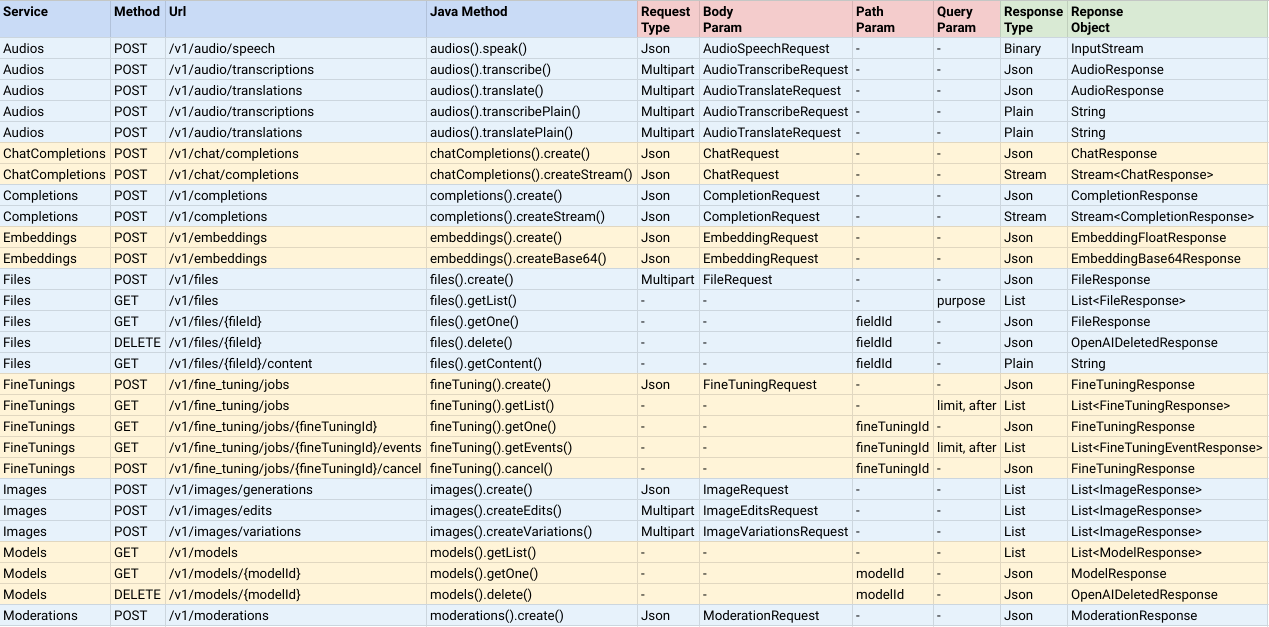 Service Method Url Java Method Request Type Body Param Path Param Query Param Response Type Reponse Object
Audios POST /v1/audio/speech audios().speak() Json AudioSpeechRequest - - Binary InputStream
Audios POST /v1/audio/transcriptions audios().transcribe() Multipart AudioTranscribeRequest - - Json AudioResponse
Audios POST /v1/audio/translations audios().translate() Multipart AudioTranslateRequest - - Json AudioResponse
Audios POST /v1/audio/transcriptions audios().transcribePlain() Multipart AudioTranscribeRequest - - Plain String
Audios POST /v1/audio/translations audios().translatePlain() Multipart AudioTranslateRequest - - Plain String
ChatCompletions POST /v1/chat/completions chatCompletions().create() Json ChatRequest - - Json ChatResponse
ChatCompletions POST /v1/chat/completions chatCompletions().createStream() Json ChatRequest - - Stream Stream<ChatResponse>
Completions POST /v1/completions completions().create() Json CompletionRequest - - Json CompletionResponse
Completions POST /v1/completions completions().createStream() Json CompletionRequest - - Stream Stream<CompletionResponse>
Embeddings POST /v1/embeddings embeddings().create() Json EmbeddingRequest - - Json EmbeddingFloatResponse
Embeddings POST /v1/embeddings embeddings().createBase64() Json EmbeddingRequest - - Json EmbeddingBase64Response
Files POST /v1/files files().create() Multipart FileRequest - - Json FileResponse
Files GET /v1/files files().getList() - - - purpose List List<FileResponse>
Files GET /v1/files/{fileId} files().getOne() - - fieldId - Json FileResponse
Files DELETE /v1/files/{fileId} files().delete() - - fieldId - Json OpenAIDeletedResponse
Files GET /v1/files/{fileId}/content files().getContent() - - fieldId - Plain String
FineTunings POST /v1/fine_tuning/jobs fineTuning().create() Json FineTuningRequest - - Json FineTuningResponse
FineTunings GET /v1/fine_tuning/jobs fineTuning().getList() - - - limit, after List List<FineTuningResponse>
FineTunings GET /v1/fine_tuning/jobs/{fineTuningId} fineTuning().getOne() - - fineTuningId - Json FineTuningResponse
FineTunings GET /v1/fine_tuning/jobs/{fineTuningId}/events fineTuning().getEvents() - - fineTuningId limit, after List List<FineTuningEventResponse>
FineTunings POST /v1/fine_tuning/jobs/{fineTuningId}/cancel fineTuning().cancel() - - fineTuningId - Json FineTuningResponse
Images POST /v1/images/generations images().create() Json ImageRequest - - List List<ImageResponse>
Images POST /v1/images/edits images().createEdits() Multipart ImageEditsRequest - - List List<ImageResponse>
Images POST /v1/images/variations images().createVariations() Multipart ImageVariationsRequest - - List List<ImageResponse>
Models GET /v1/models models().getList() - - - - List List<ModelResponse>
Models GET /v1/models/{modelId} models().getOne() - - modelId - Json ModelResponse
Models DELETE /v1/models/{modelId} models().delete() - - modelId - Json OpenAIDeletedResponse
Moderations POST /v1/moderations moderations().create() Json ModerationRequest - - Json ModerationResponse